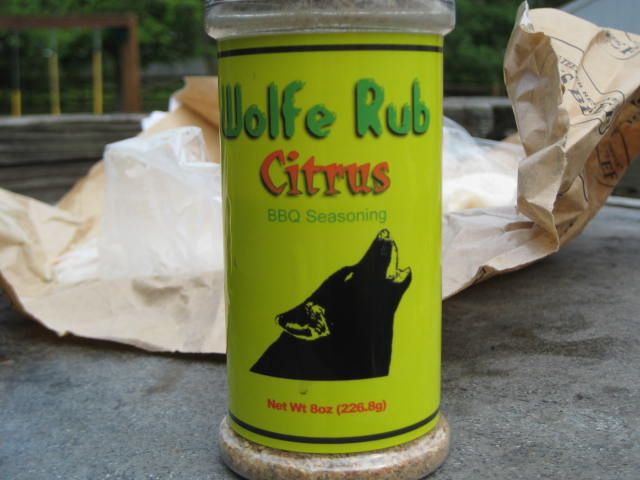 Wolfe Rub
Citrus
BBQ Seasoning
Net Wt 8oz (226.8g)